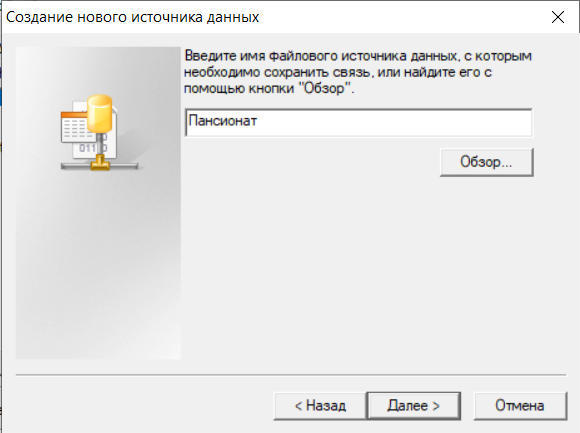 Создание нового источника данных
Введите имя файлового источника данных, с которым
необходимо сохранить связь, или найдите его с
помощью кнопки "Обзор".
Пансионат
Обзор...
< Назад
Далее >
Отмена